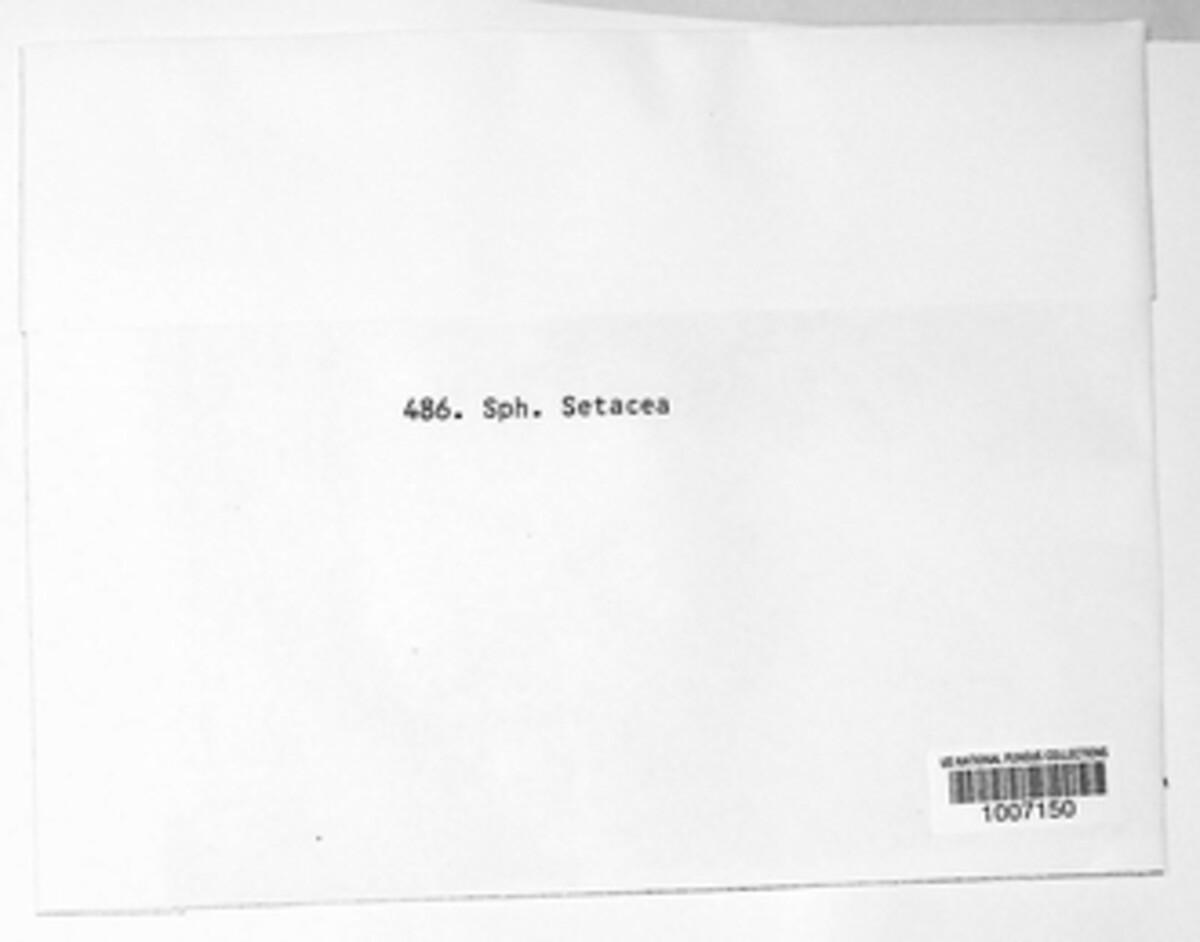 486. Sph. Setacea
US NATIONAL FUNGUS COLLECTIONS
1007150